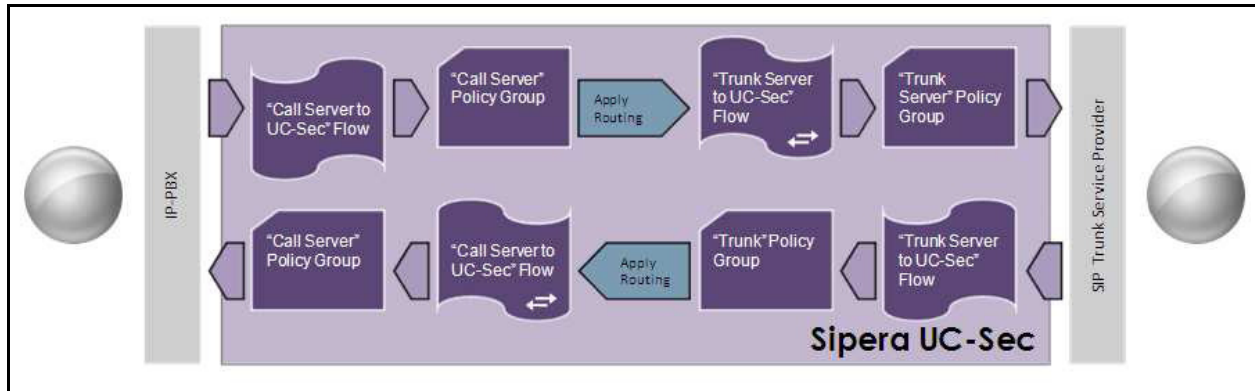 IP-PBX
“Call Server to
UC-Sec” Flow
“Call Server”
Policy Group
Apply
Routing
“Trunk Server
to UC-Sec”
Flow
“Trunk
Server” Policy
Group
“Call Server”
Policy Group
“Call Server to
UC-Sec” Flow
Apply
Routing
“Trunk” Policy
Group
“Trunk Server
to UC-Sec”
Flow
SIP Trunk Service Provider
Sipera UC-Sec